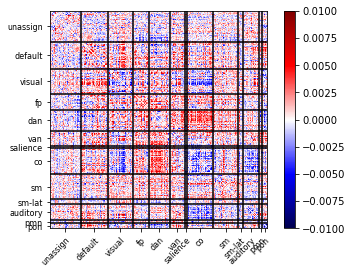 unassign
default
visual
fp
dan
van
salience
co
sm
sm-lat
auditory
pmn
pon
unassign
default
visual
fp
dan
van
salience
co
sm
sm-lat
auditory
0.0100
0.0075
0.0050
0.0025
0.0000
−0.0025
−0.0050
−0.0075
−0.0100